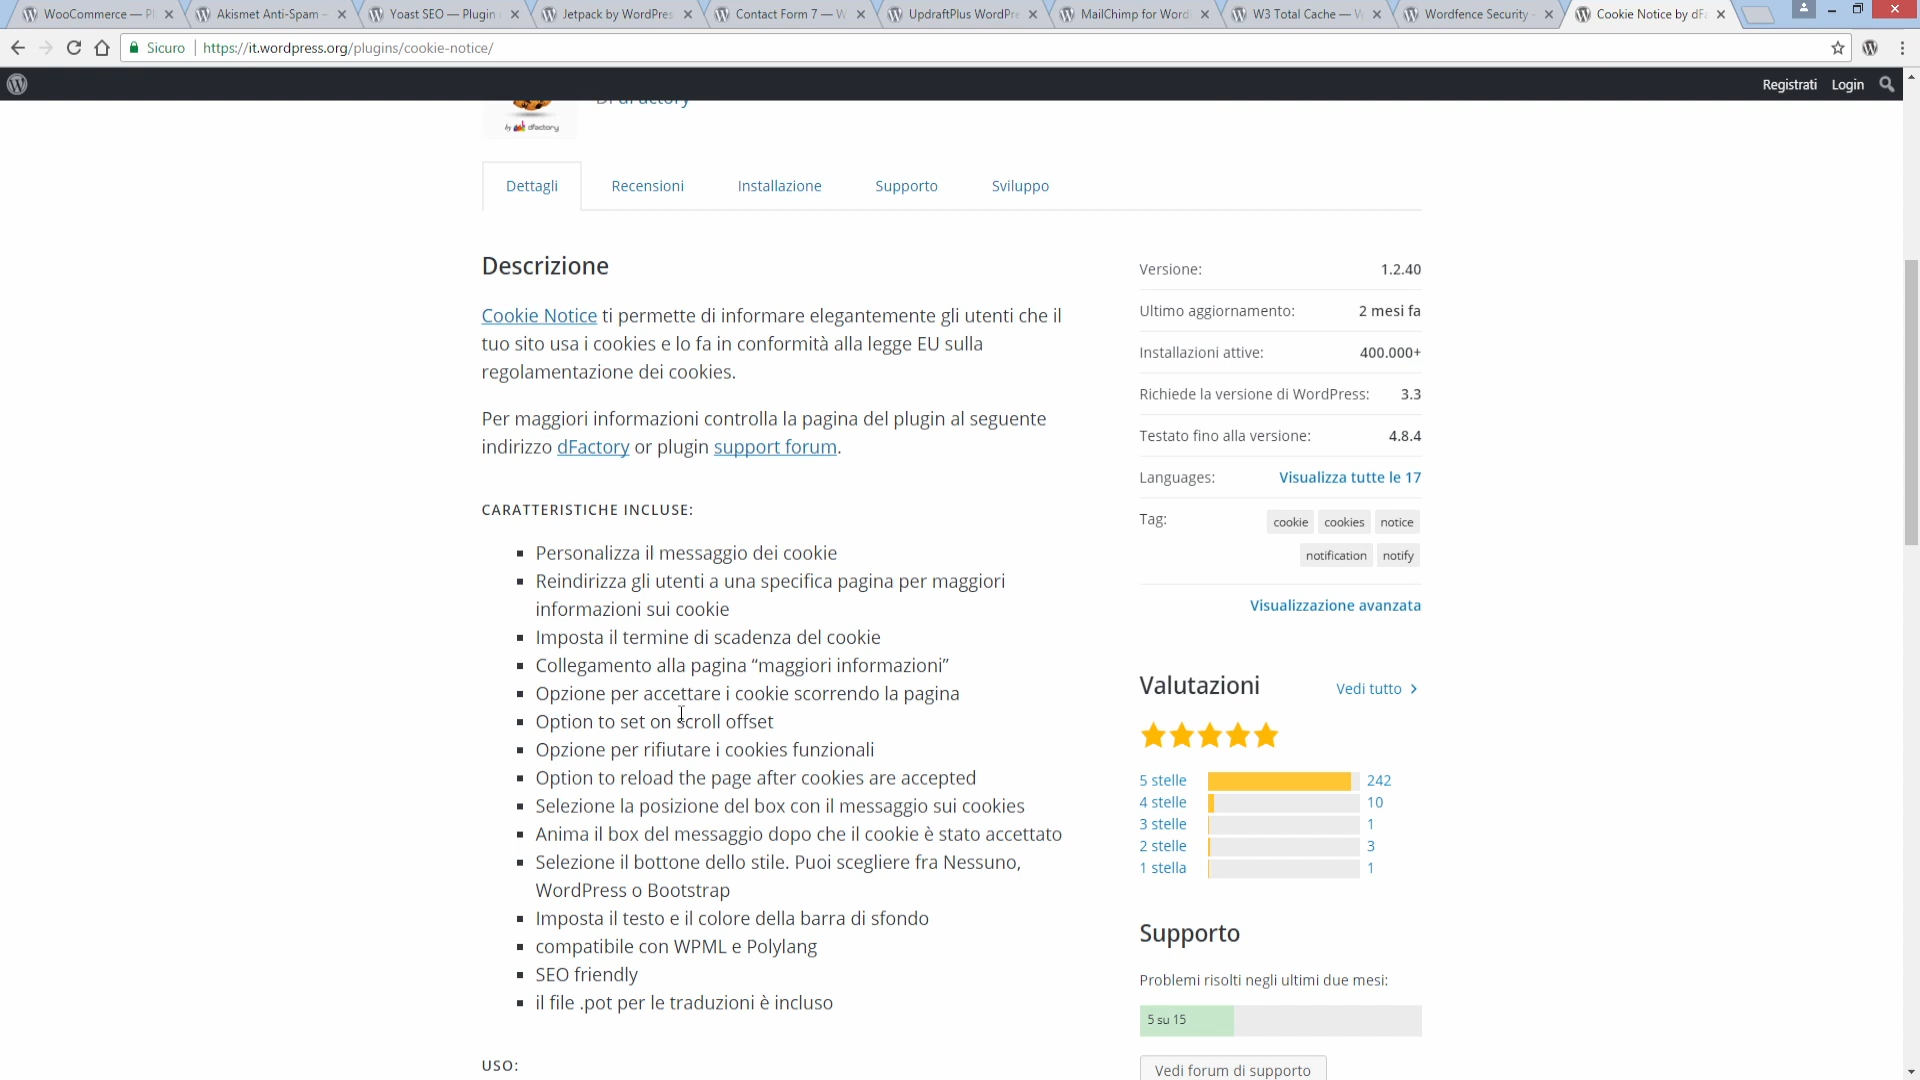 WooCommerce — Pl
Akismet Anti-Spam -
Yoast SEO — Plugin
Jetpack by WordPres
Contact Form 7 — W
UpdraftPlus WordPr
MailChimp for Word
W3 Total Cache — W
Wordfence Security -
Cookie Notice by dF
Sicuro
https://it.wordpress.org/plugins/cookie-notice/
Registrati
Login
Di dFactory
by dfactory
Dettagli
Recensioni
Installazione
Supporto
Sviluppo
Descrizione
Cookie Notice ti permette di informare elegantemente gli utenti che il
tuo sito usa i cookies e lo fa in conformità alla legge EU sulla
regolamentazione dei cookies.
Per maggiori informazioni controlla la pagina del plugin al seguente
indirizzo dFactory or plugin support forum.
CARATTERISTICHE INCLUSE:
Personalizza il messaggio dei cookie
Reindirizza gli utenti a una specifica pagina per maggiori
informazioni sui cookie
Imposta il termine di scadenza del cookie
Collegamento alla pagina “maggiori informazioni”
Opzione per accettare i cookie scorrendo la pagina
Option to set on scroll offset
Opzione per rifiutare i cookies funzionali
Option to reload the page after cookies are accepted
Selezione la posizione del box con il messaggio sui cookies
Anima il box del messaggio dopo che il cookie è stato accettato
Selezione il bottone dello stile. Puoi scegliere fra Nessuno,
WordPress o Bootstrap
Imposta il testo e il colore della barra di sfondo
compatibile con WPML e Polylang
SEO friendly
il file .pot per le traduzioni è incluso
USO:
Versione: 1.2.40
Ultimo aggiornamento: 2 mesi fa
Installazioni attive: 400.000+
Richiede la versione di WordPress: 3.3
Testato fino alla versione: 4.8.4
Languages: Visualizza tutte le 17
Tag: cookie cookies notice
notification notify
Visualizzazione avanzata
Valutazioni Vedi tutto
5 stelle 242
4 stelle 10
3 stelle 1
2 stelle 3
1 stella 1
Supporto
Problemi risolti negli ultimi due mesi:
5 su 15
Vedi forum di supporto